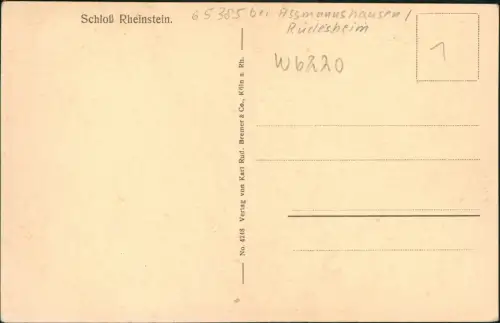 Schloß Rheinstein.
65385 bei Assmannshausen /
Rüdesheim
W6220
1
No. 4248 Verlag von Karl Rud. Bremer & Co., Köln a. Rh.